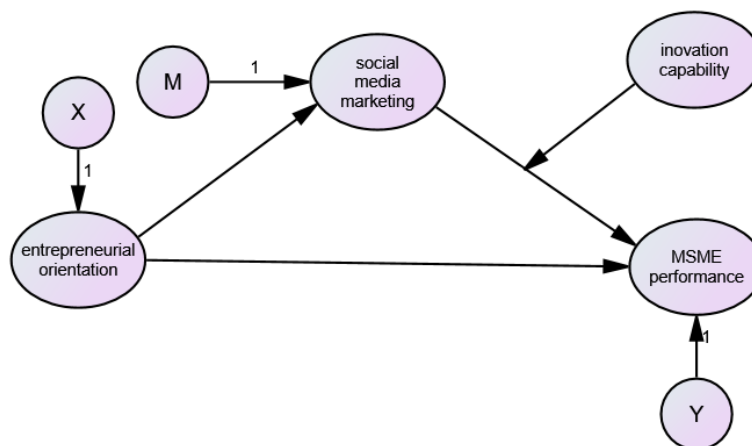 inovation
capability
social
media
marketing
M
1
X
1
entrepreneurial
orientation
MSME
performance
1
Y